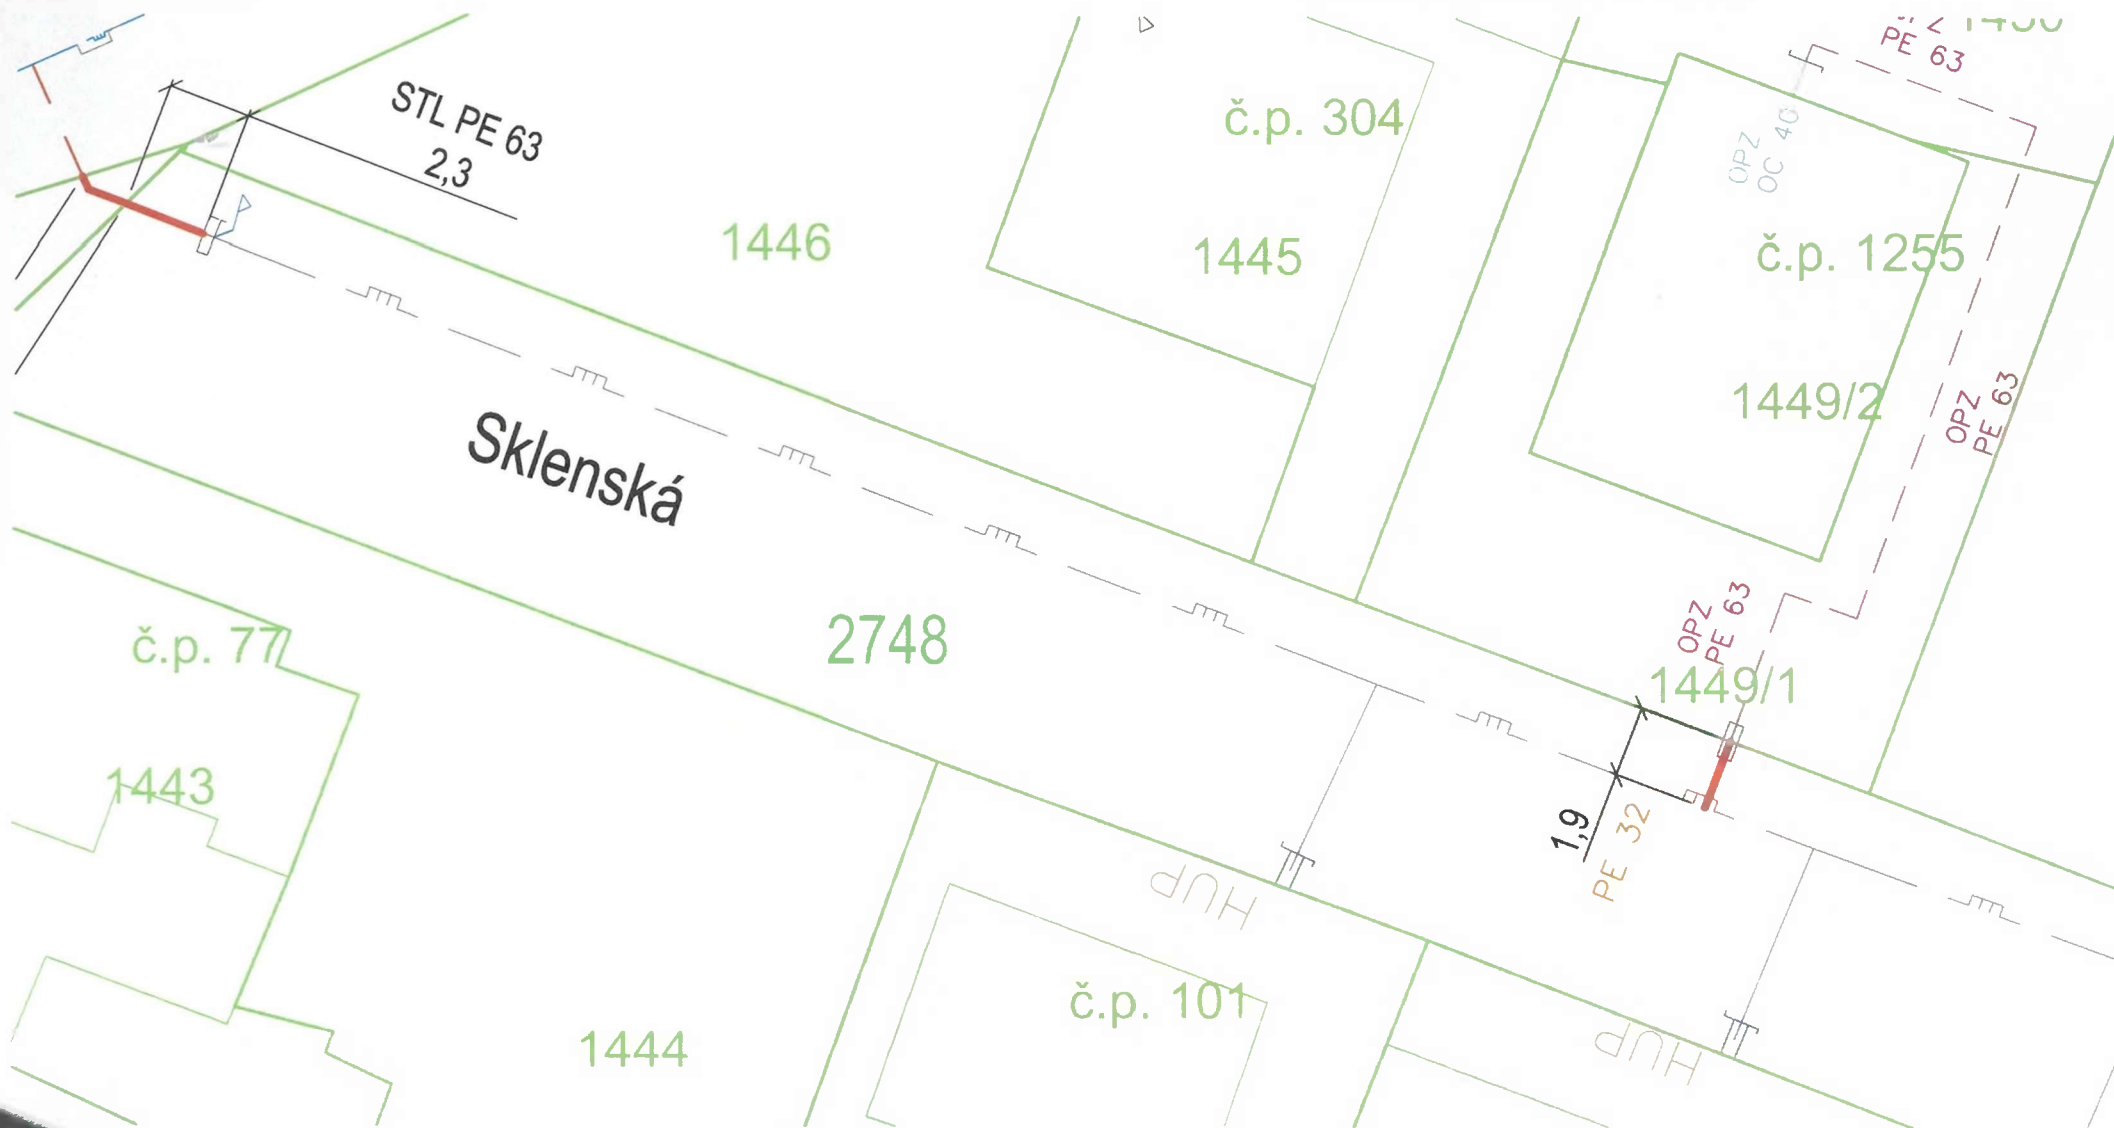 PE 63
STL PE 63
2,3
č.p. 304
OPZ
OC 40
1446
1445
č.p. 1255
1449/2
OPZ
PE 63
Sklenská
2748
OPZ
PE 63
č.p. 77
1449/1
1443
1,9
PE 32
HUP
č.p. 101
1444
HUP